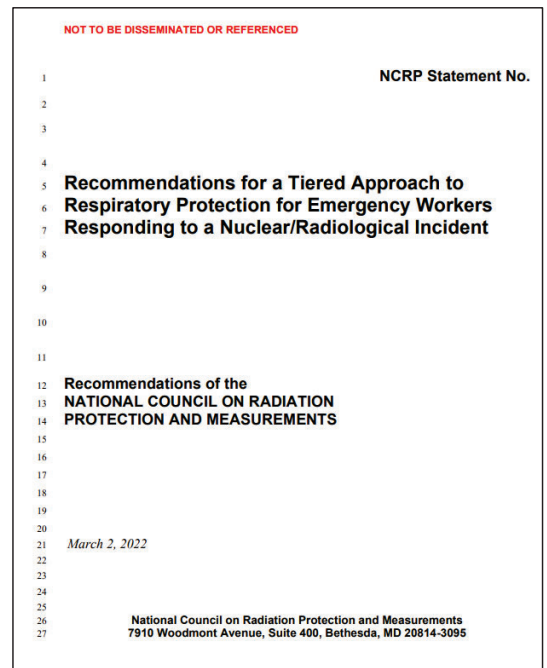 NOT TO BE DISSEMINATED OR REFERENCED
1 NCRP Statement No.
2
3
4
5 Recommendations for a Tiered Approach to
6 Respiratory Protection for Emergency Workers
7 Responding to a Nuclear/Radiological Incident
8
9
10
11
12 Recommendations of the
13 NATIONAL COUNCIL ON RADIATION
14 PROTECTION AND MEASUREMENTS
15
16
17
18
19
20
21 March 2, 2022
22
23
24
25
26 National Council on Radiation Protection and Measurements
27 7910 Woodmont Avenue, Suite 400, Bethesda, MD 20814-3095